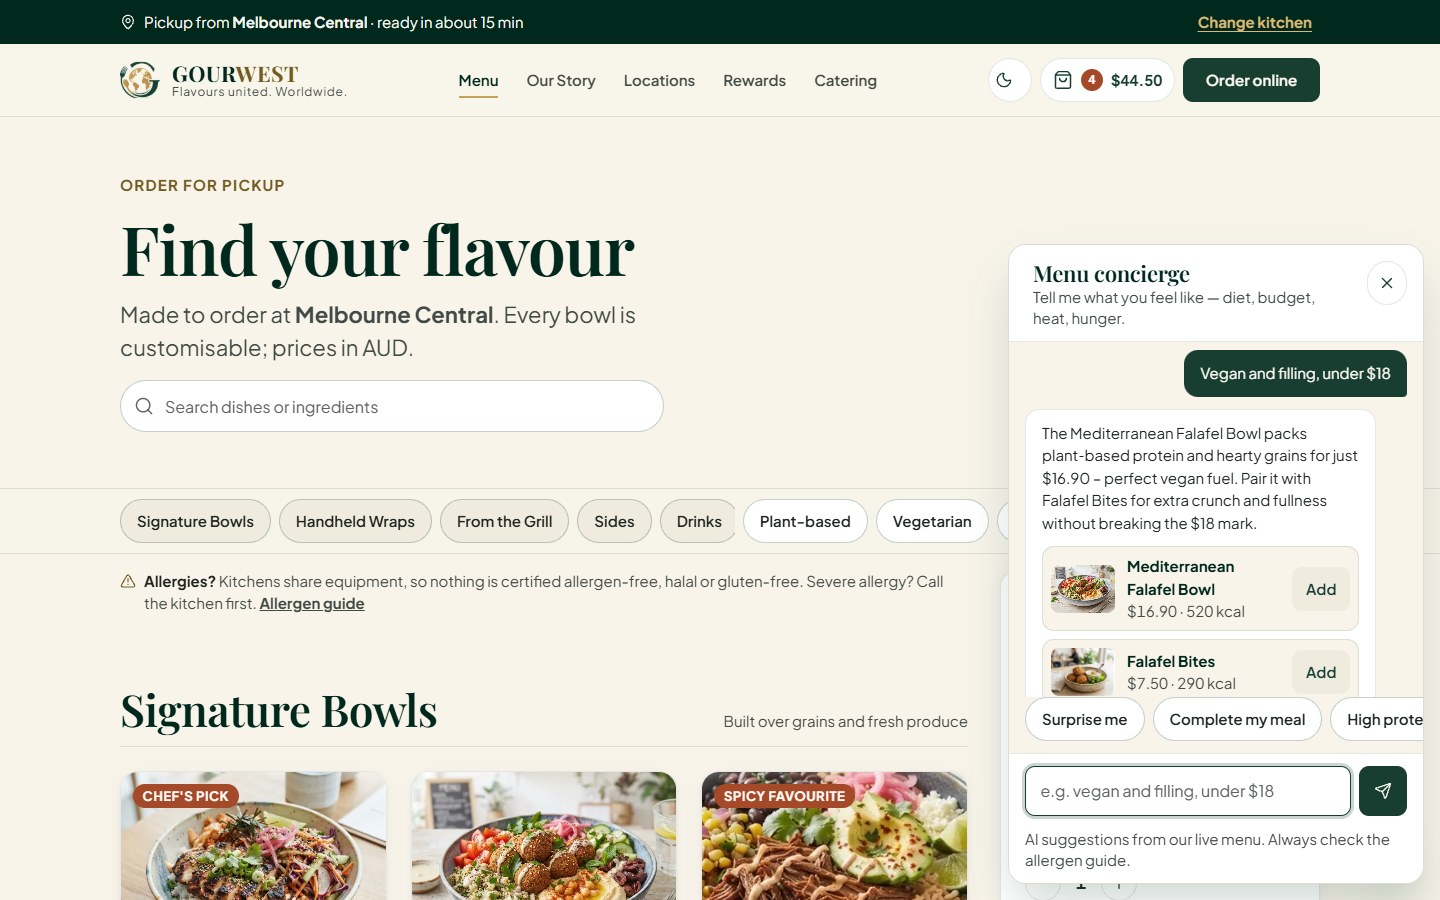 Pickup from Melbourne Central · ready in about 15 min
Change kitchen
GOURWEST
Flavours united. Worldwide.
Menu
Our Story
Locations
Rewards
Catering
4
$44.50
Order online
ORDER FOR PICKUP
Find your flavour
Made to order at Melbourne Central. Every bowl is
customisable; prices in AUD.
Search dishes or ingredients
Signature Bowls
Handheld Wraps
From the Grill
Sides
Drinks
Plant-based
Vegetarian
Allergies? Kitchens share equipment, so nothing is certified allergen-free, halal or gluten-free. Severe allergy? Call
the kitchen first. Allergen guide
Signature Bowls
Built over grains and fresh produce
CHEF'S PICK
SPICY FAVOURITE
Menu concierge
Tell me what you feel like — diet, budget,
heat, hunger.
Vegan and filling, under $18
The Mediterranean Falafel Bowl packs
plant-based protein and hearty grains for just
$16.90 – perfect vegan fuel. Pair it with
Falafel Bites for extra crunch and fullness
without breaking the $18 mark.
Mediterranean
Falafel Bowl
$16.90 · 520 kcal
Add
Falafel Bites
$7.50 · 290 kcal
Add
Surprise me
Complete my meal
High prote
e.g. vegan and filling, under $18
AI suggestions from our live menu. Always check the
allergen guide.